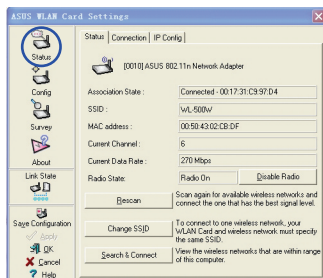 ASUS WLAN Card Settings
Status
Config
Survey
About
Link State
Save Configuration
Apply
OK
Cancel
Help
Status Connection IP Config
[0010] ASUS 802.11n Network Adapter
Association State : Connected - 00:17:31:C9:97:D4
SSID : WL-500W
MAC address : 00:50:43:02:CB:DF
Current Channel : 6
Current Data Rate : 270 Mbps
Radio State: Radio On Disable Radio
Rescan Scan again for available wireless networks and
connect the one that has the best signal level.
Change SSID To connect to one wireless network, your
WLAN Card and wireless network must specify
the same SSID.
Search & Connect View the wireless networks that are within range
of this computer.